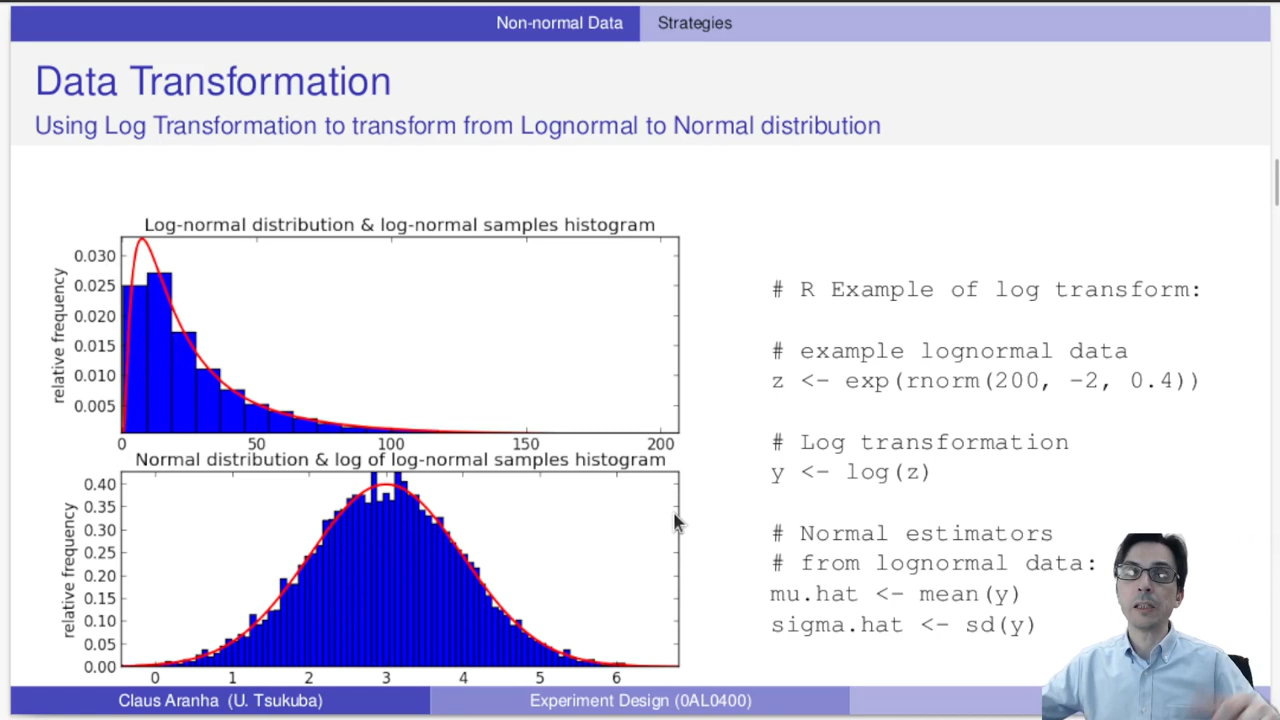 Non-normal Data Strategies
Data Transformation
Using Log Transformation to transform from Lognormal to Normal distribution
Log-normal distribution & log-normal samples histogram
relative frequency
0.030
0.025
0.020
0.015
0.010
0.005
0 50 100 150 200
Normal distribution & log of log-normal samples histogram
relative frequency
0.40
0.35
0.30
0.25
0.20
0.15
0.10
0.05
0.00
0 1 2 3 4 5 6
# R Example of log transform:
# example lognormal data
z <- exp(rnorm(200, -2, 0.4))
# Log transformation
y <- log(z)
# Normal estimators
# from lognormal data:
mu.hat <- mean(y)
sigma.hat <- sd(y)
Claus Aranha (U. Tsukuba) Experiment Design (0AL0400)